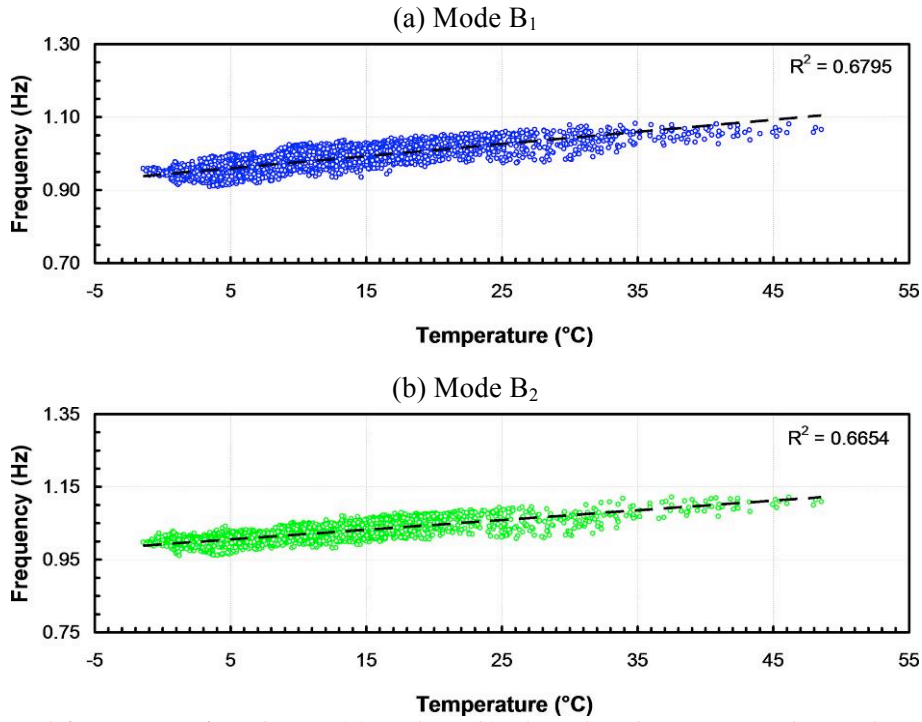 (a) Mode B₁
R² = 0.6795
Frequency (Hz)
1.30
1.10
0.90
0.70
-5 5 15 25 35 45 55
Temperature (°C)
(b) Mode B₂
R² = 0.6654
Frequency (Hz)
1.35
1.15
0.95
0.75
-5 5 15 25 35 45 55
Temperature (°C)